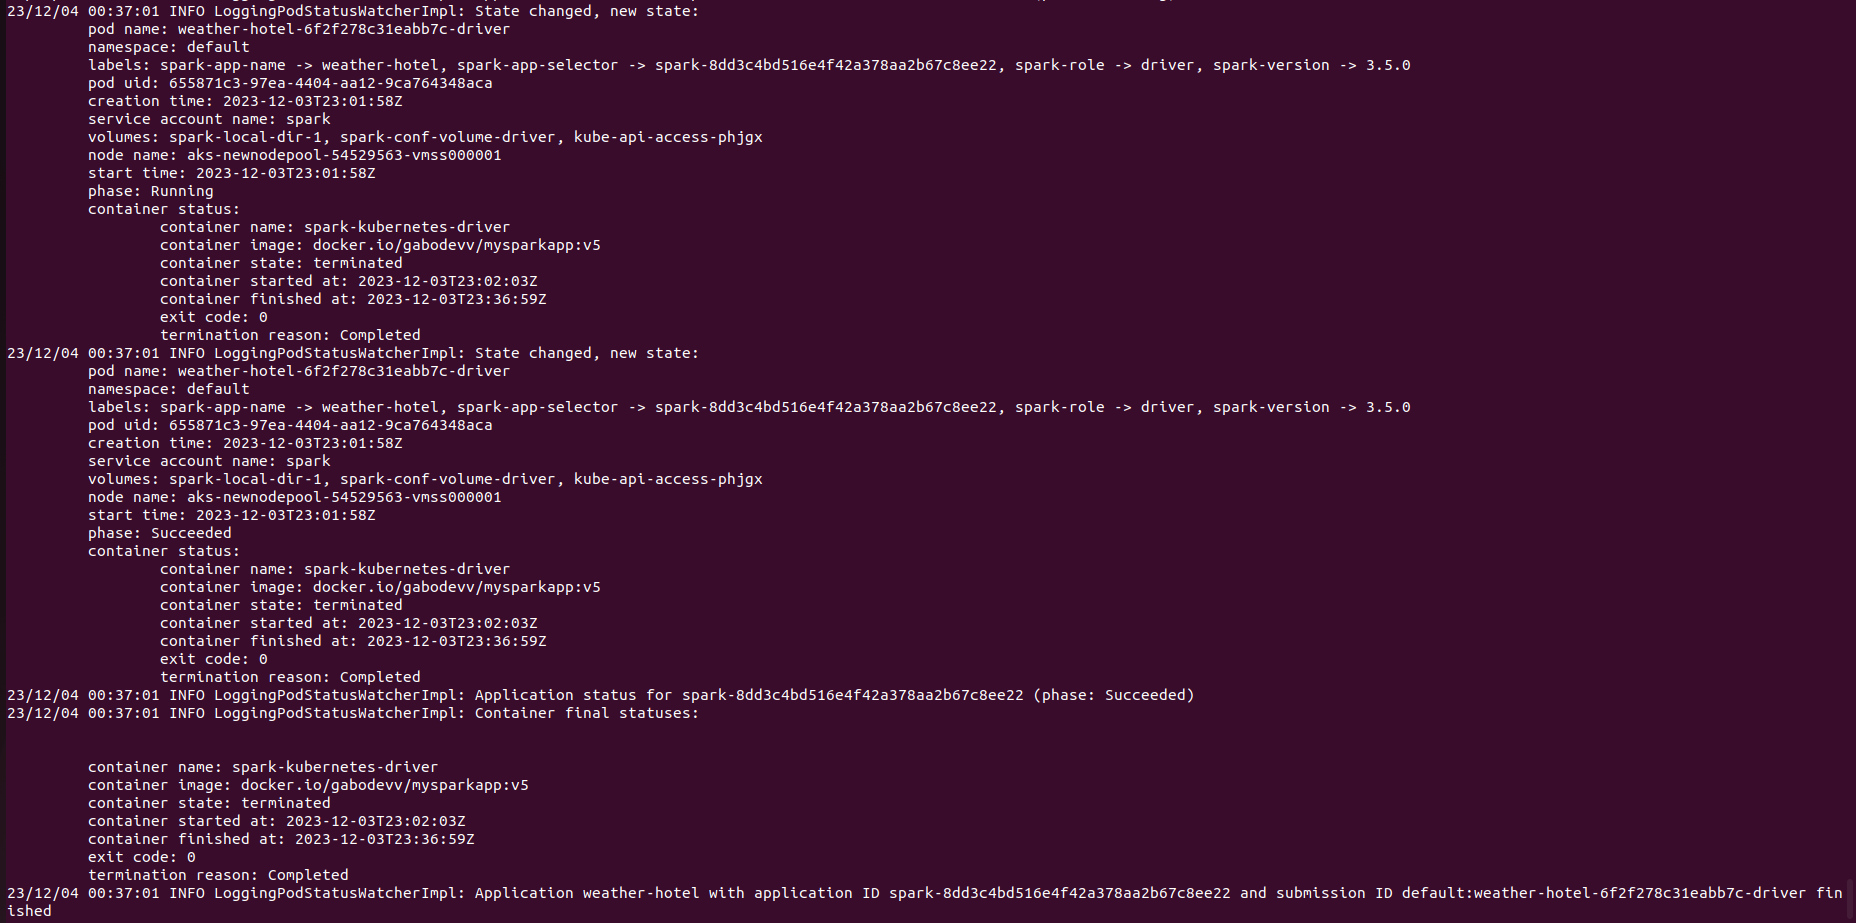 23/12/04 00:37:01 INFO LoggingPodStatusWatcherImpl: State changed, new state:
pod name: weather-hotel-6f2f278c31eabb7c-driver
namespace: default
labels: spark-app-name -> weather-hotel, spark-app-selector -> spark-8dd3c4bd516e4f42a378aa2b67c8ee22, spark-role -> driver, spark-version -> 3.5.0
pod uid: 655871c3-97ea-4404-aa12-9ca764348aca
creation time: 2023-12-03T23:01:58Z
service account name: spark
volumes: spark-local-dir-1, spark-conf-volume-driver, kube-api-access-phjgx
node name: aks-newnodepool-54529563-vmss000001
start time: 2023-12-03T23:01:58Z
phase: Running
container status:
container name: spark-kubernetes-driver
container image: docker.io/gabodevv/mysparkapp:v5
container state: terminated
container started at: 2023-12-03T23:02:03Z
container finished at: 2023-12-03T23:36:59Z
exit code: 0
termination reason: Completed
23/12/04 00:37:01 INFO LoggingPodStatusWatcherImpl: State changed, new state:
pod name: weather-hotel-6f2f278c31eabb7c-driver
namespace: default
labels: spark-app-name -> weather-hotel, spark-app-selector -> spark-8dd3c4bd516e4f42a378aa2b67c8ee22, spark-role -> driver, spark-version -> 3.5.0
pod uid: 655871c3-97ea-4404-aa12-9ca764348aca
creation time: 2023-12-03T23:01:58Z
service account name: spark
volumes: spark-local-dir-1, spark-conf-volume-driver, kube-api-access-phjgx
node name: aks-newnodepool-54529563-vmss000001
start time: 2023-12-03T23:01:58Z
phase: Succeeded
container status:
container name: spark-kubernetes-driver
container image: docker.io/gabodevv/mysparkapp:v5
container state: terminated
container started at: 2023-12-03T23:02:03Z
container finished at: 2023-12-03T23:36:59Z
exit code: 0
termination reason: Completed
23/12/04 00:37:01 INFO LoggingPodStatusWatcherImpl: Application status for spark-8dd3c4bd516e4f42a378aa2b67c8ee22 (phase: Succeeded)
23/12/04 00:37:01 INFO LoggingPodStatusWatcherImpl: Container final statuses:
container name: spark-kubernetes-driver
container image: docker.io/gabodevv/mysparkapp:v5
container state: terminated
container started at: 2023-12-03T23:02:03Z
container finished at: 2023-12-03T23:36:59Z
exit code: 0
termination reason: Completed
23/12/04 00:37:01 INFO LoggingPodStatusWatcherImpl: Application weather-hotel with application ID spark-8dd3c4bd516e4f42a378aa2b67c8ee22 and submission ID default:weather-hotel-6f2f278c31eabb7c-driver fin
ished